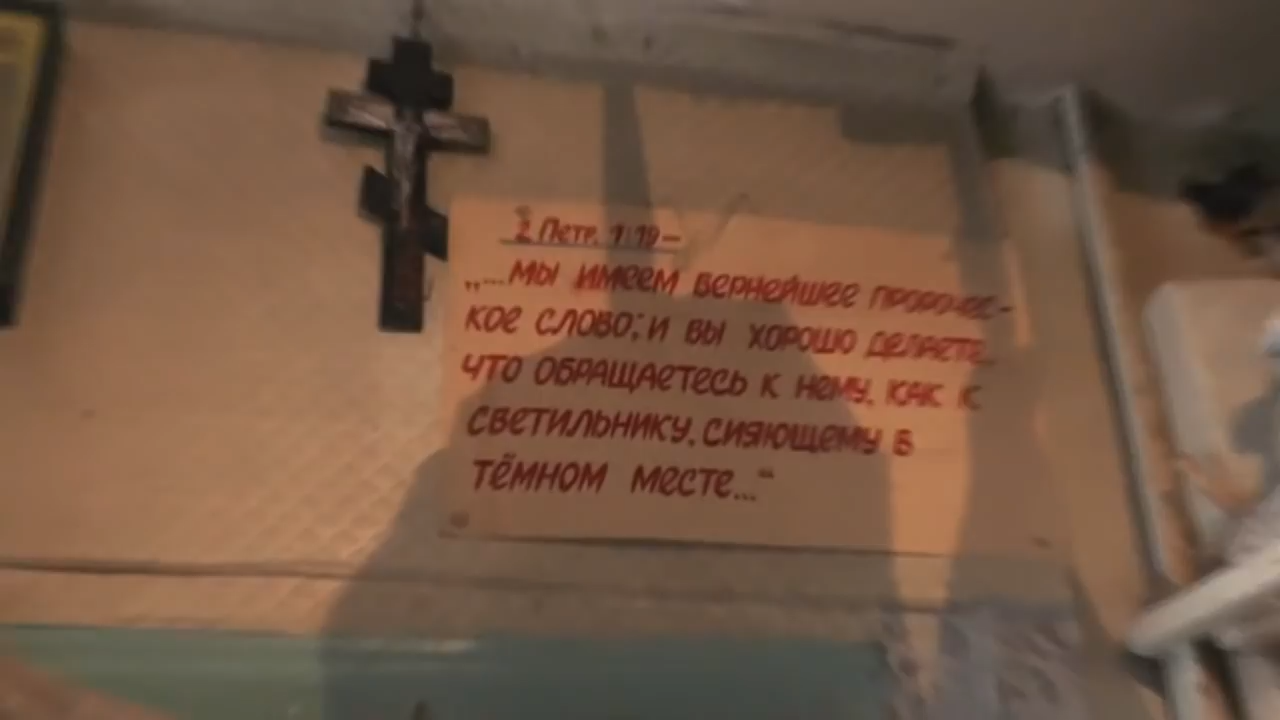 2 Петр. 1:19 —
„...мы имеем вернейшее пророчес-
кое слово; и вы хорошо делаете,
что обращаетесь к нему, как к
светильнику, сияющему в
тёмном месте..."